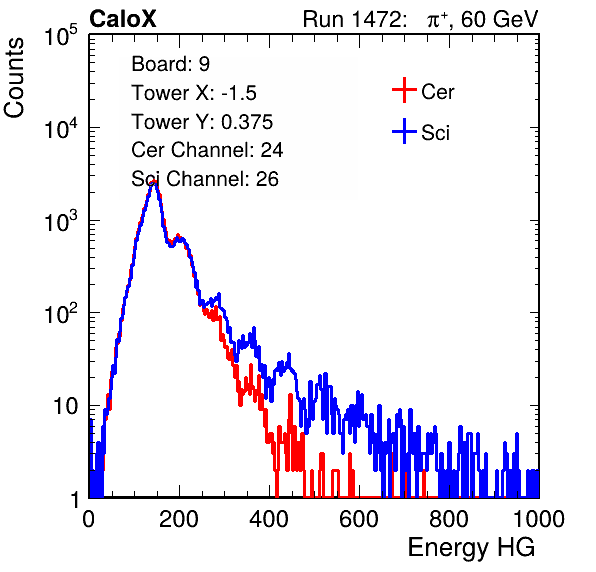 CaloX Run 1472: π⁺, 60 GeV
Counts
10⁵
Board: 9
Tower X: -1.5
Tower Y: 0.375
Cer Channel: 24
Sci Channel: 26
Cer
Sci
10⁴
10³
10²
10
1
0 200 400 600 800 1000
Energy HG